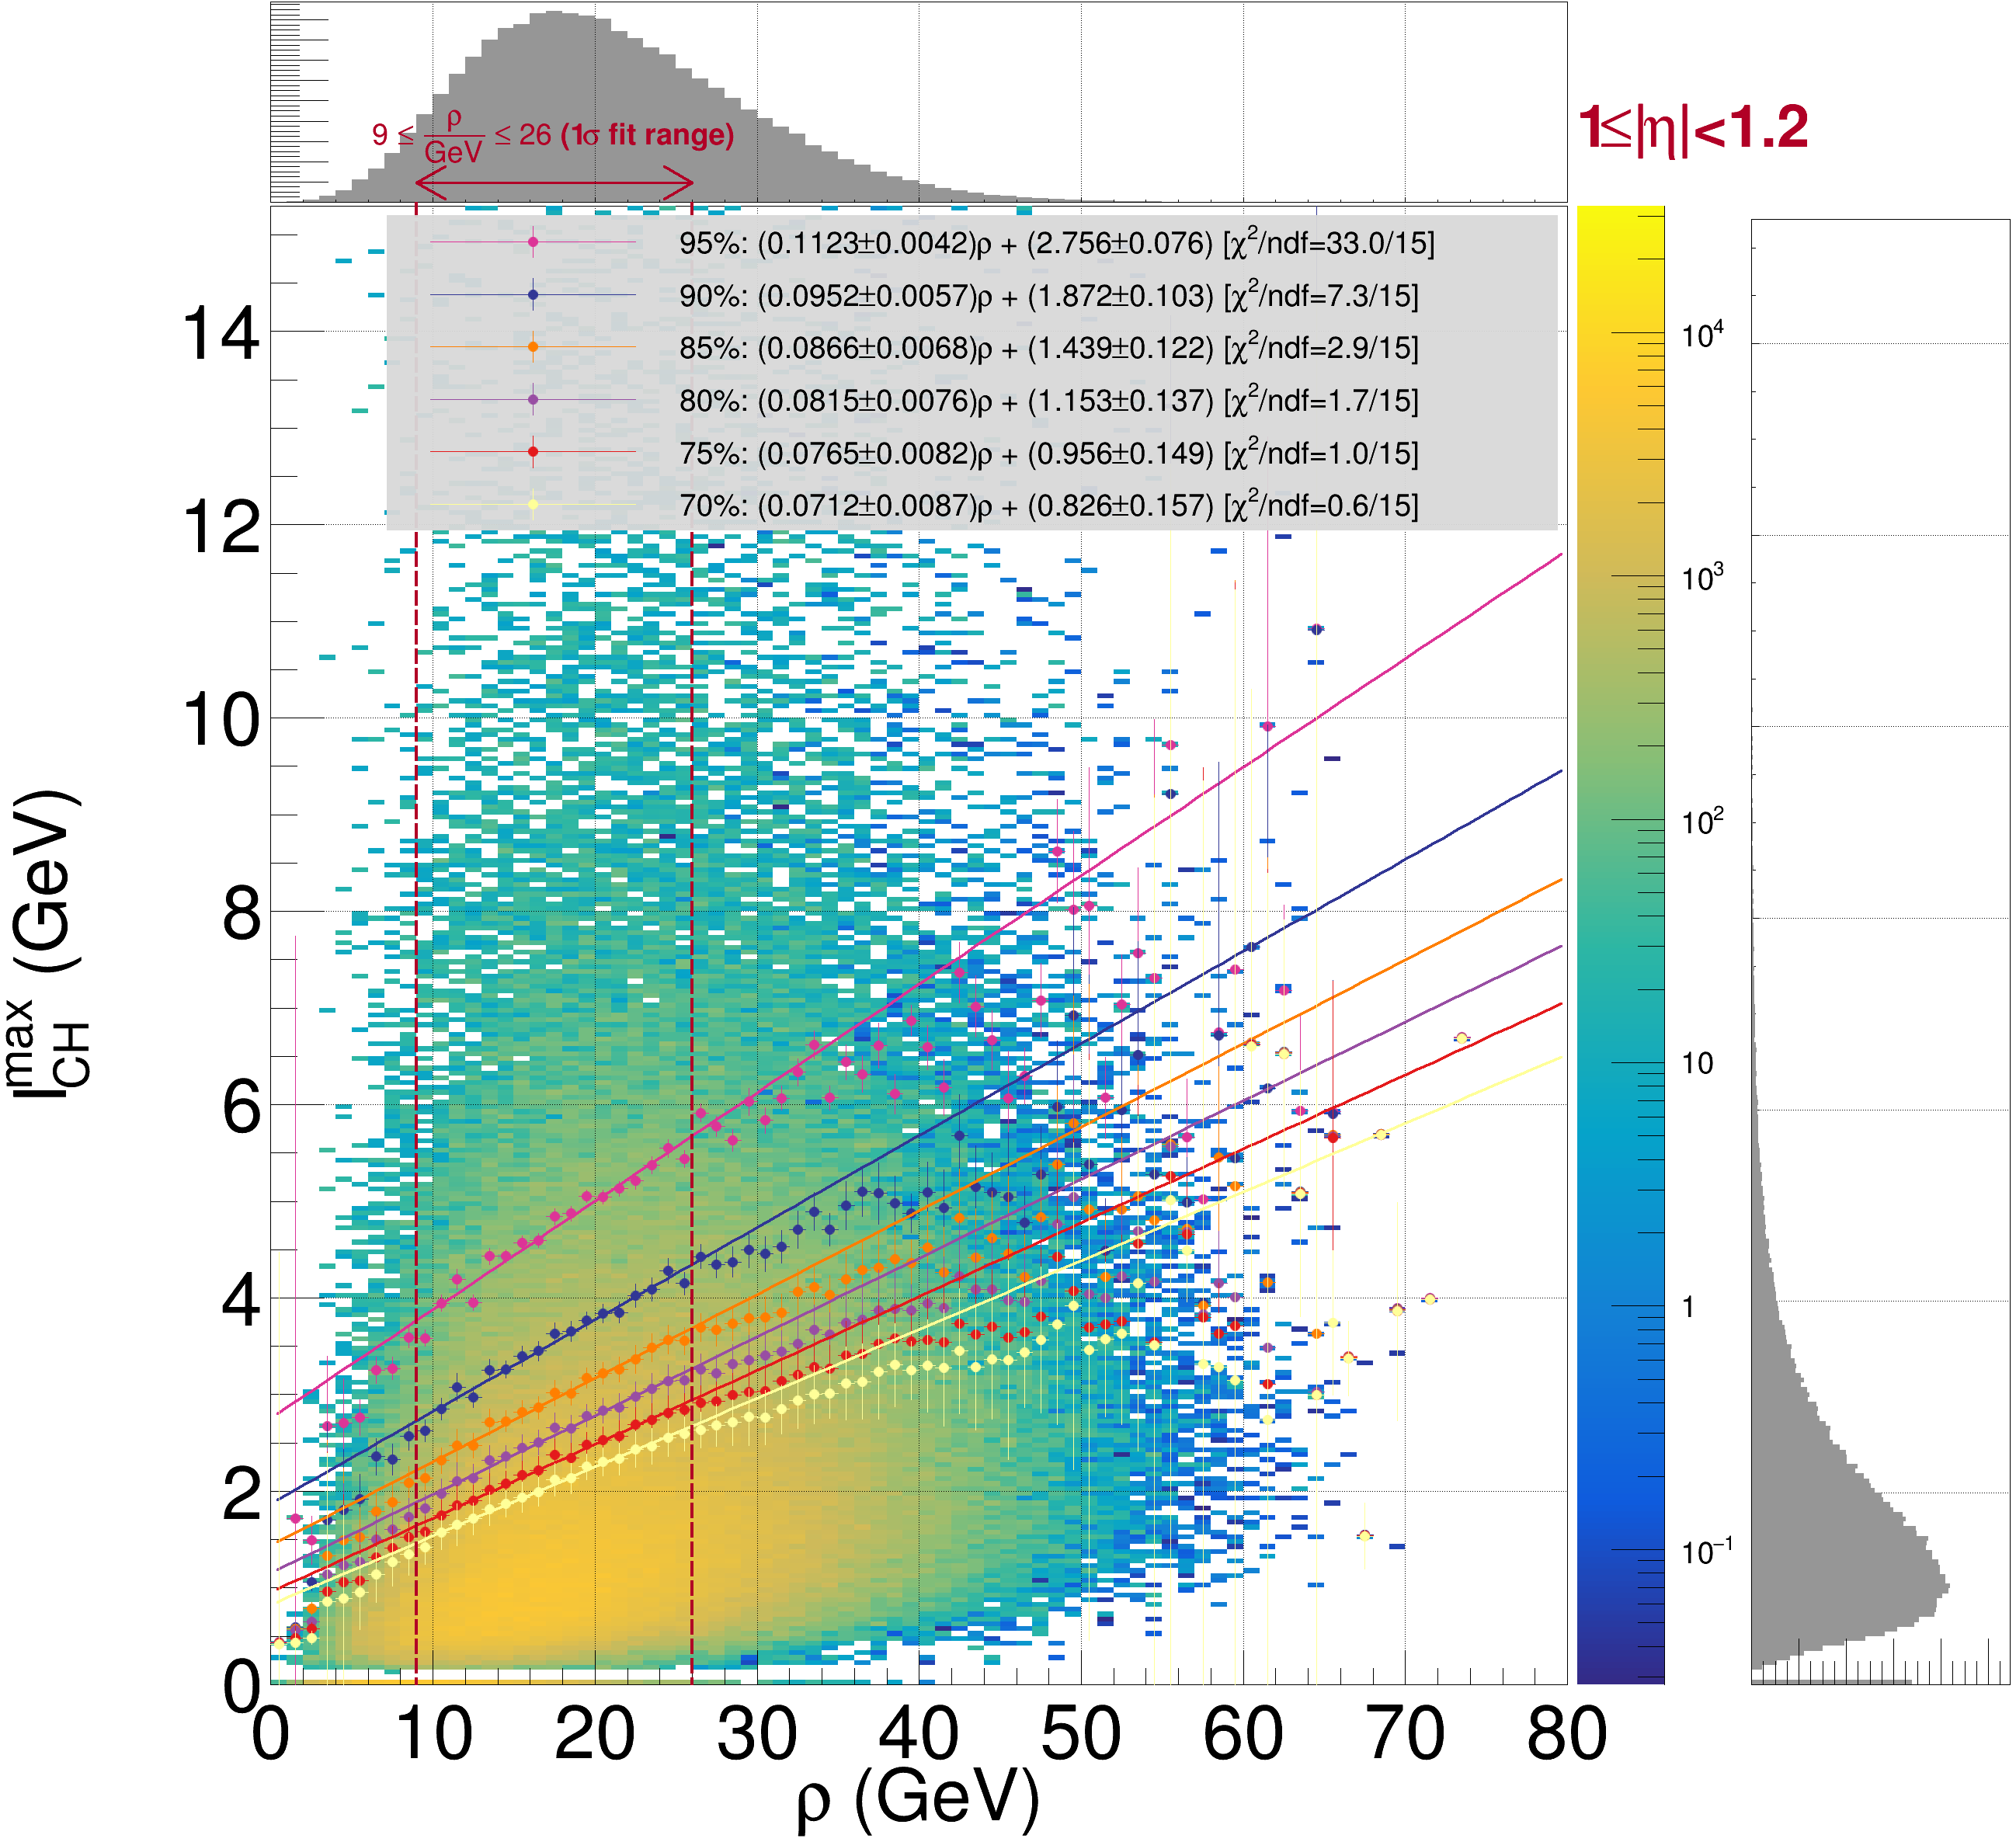 9 ≤ ρ/GeV ≤ 26 (1σ fit range)
1≤|η|<1.2
95%: (0.1123±0.0042)ρ + (2.756±0.076) [χ²/ndf=33.0/15]
90%: (0.0952±0.0057)ρ + (1.872±0.103) [χ²/ndf=7.3/15]
85%: (0.0866±0.0068)ρ + (1.439±0.122) [χ²/ndf=2.9/15]
80%: (0.0815±0.0076)ρ + (1.153±0.137) [χ²/ndf=1.7/15]
75%: (0.0765±0.0082)ρ + (0.956±0.149) [χ²/ndf=1.0/15]
70%: (0.0712±0.0087)ρ + (0.826±0.157) [χ²/ndf=0.6/15]
14
12
10
8
6
4
2
0
I_CH^max (GeV)
10⁴
10³
10²
10
1
10⁻¹
0 10 20 30 40 50 60 70 80
ρ (GeV)